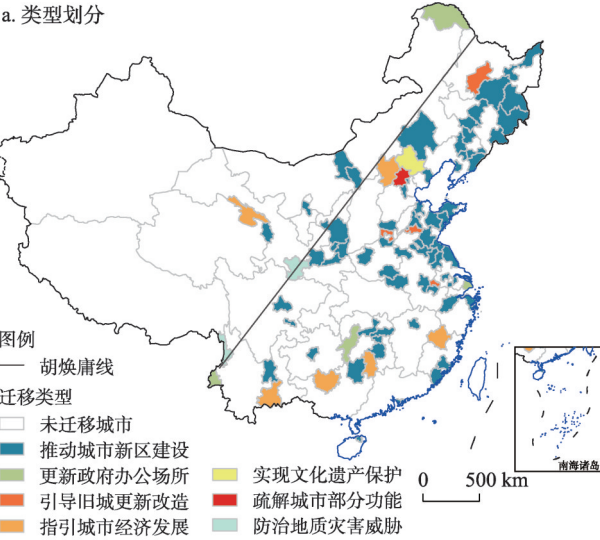 a. 类型划分
图例
胡焕庸线
迁移类型
未迁移城市
推动城市新区建设
更新政府办公场所
引导旧城更新改造
指引城市经济发展
实现文化遗产保护
疏解城市部分功能
防治地质灾害威胁
0 500 km
南海诸岛